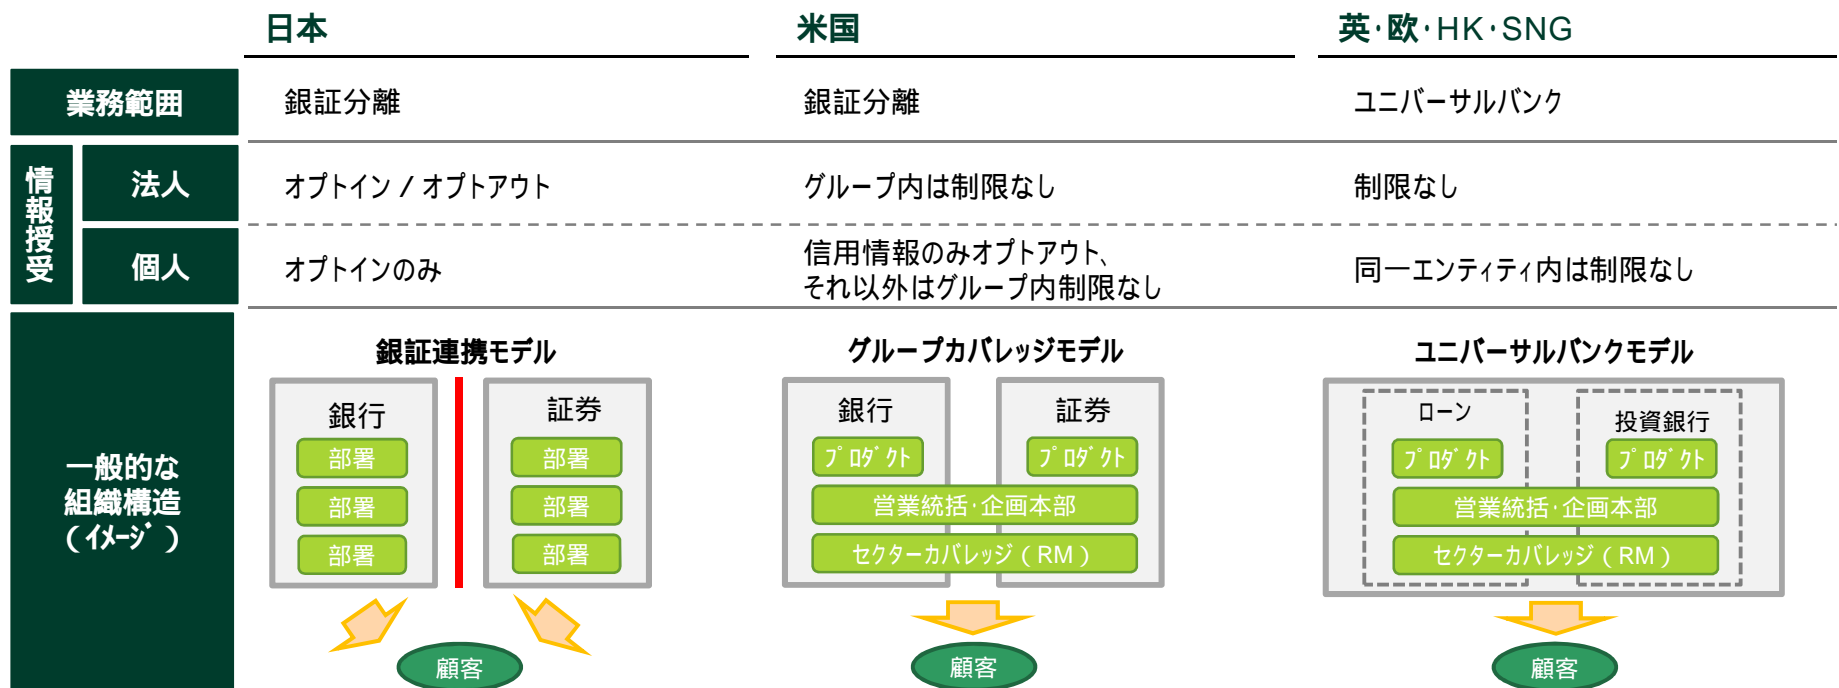 日本
米国
英・欧・HK・SNG
業務範囲
銀証分離
銀証分離
ユニバーサルバンク
情報授受
法人
オプトイン / オプトアウト
グループ内は制限なし
制限なし
個人
オプトインのみ
信用情報のみオプトアウト、
それ以外はグループ内制限なし
同一エンティティ内は制限なし
一般的な
組織構造
(ｲﾒｰｼﾞ)
銀証連携モデル
銀行
部署
部署
部署
証券
部署
部署
部署
顧客
グループカバレッジモデル
銀行
証券
ﾌﾟﾛﾀﾞｸﾄ
ﾌﾟﾛﾀﾞｸﾄ
営業統括・企画本部
セクターカバレッジ(RM)
顧客
ユニバーサルバンクモデル
ローン
投資銀行
ﾌﾟﾛﾀﾞｸﾄ
ﾌﾟﾛﾀﾞｸﾄ
営業統括・企画本部
セクターカバレッジ(RM)
顧客